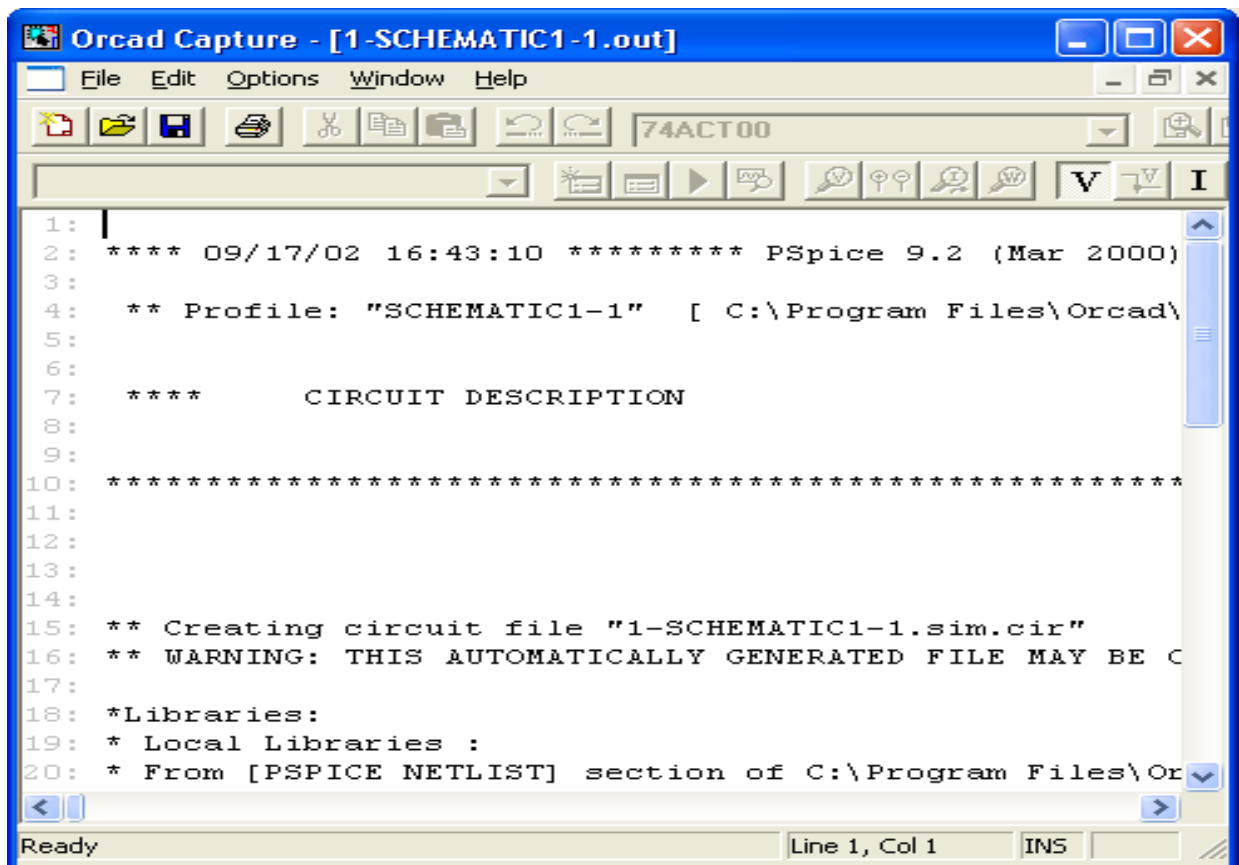 Orcad Capture - [1-SCHEMATIC1-1.out]
File Edit Options Window Help
74ACT00
V V I
1:
2: **** 09/17/02 16:43:10 ********* PSpice 9.2 (Mar 2000)
3:
4: ** Profile: "SCHEMATIC1-1" [ C:\Program Files\Orcad\
5:
6:
7: **** CIRCUIT DESCRIPTION
8:
9:
10: ******************************************************
11:
12:
13:
14:
15: ** Creating circuit file "1-SCHEMATIC1-1.sim.cir"
16: ** WARNING: THIS AUTOMATICALLY GENERATED FILE MAY BE
17:
18: *Libraries:
19: * Local Libraries :
20: * From [PSPICE NETLIST] section of C:\Program Files\Or
Ready Line 1, Col 1 INS